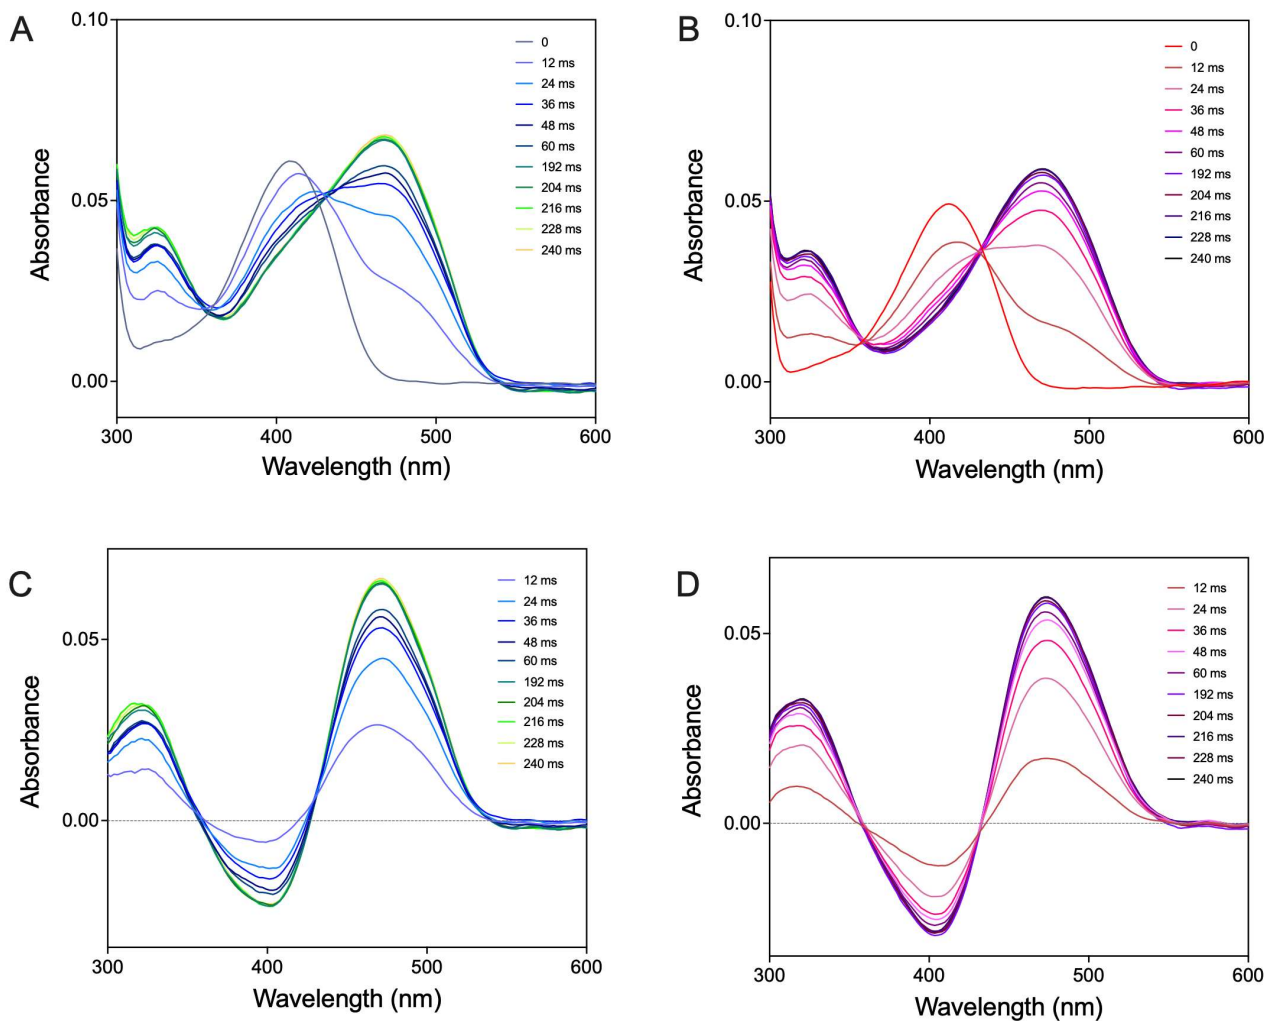 A
0.10
0.05
0.00
Absorbance
300
400
500
600
Wavelength (nm)
0
12 ms
24 ms
36 ms
48 ms
60 ms
192 ms
204 ms
216 ms
228 ms
240 ms
B
0.10
0.05
0.00
Absorbance
300
400
500
600
Wavelength (nm)
0
12 ms
24 ms
36 ms
48 ms
60 ms
192 ms
204 ms
216 ms
228 ms
240 ms
C
0.05
0.00
Absorbance
300
400
500
600
Wavelength (nm)
12 ms
24 ms
36 ms
48 ms
60 ms
192 ms
204 ms
216 ms
228 ms
240 ms
D
0.05
0.00
Absorbance
300
400
500
600
Wavelength (nm)
12 ms
24 ms
36 ms
48 ms
60 ms
192 ms
204 ms
216 ms
228 ms
240 ms